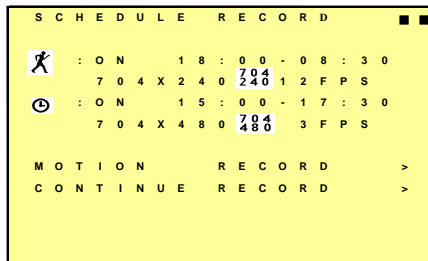 SCHEDULE RECORD
: ON 18:00-08:30
704X240 704 240 12FPS
: ON 15:00-17:30
704X480 704 480 3FPS
MOTION RECORD >
CONTINUE RECORD >